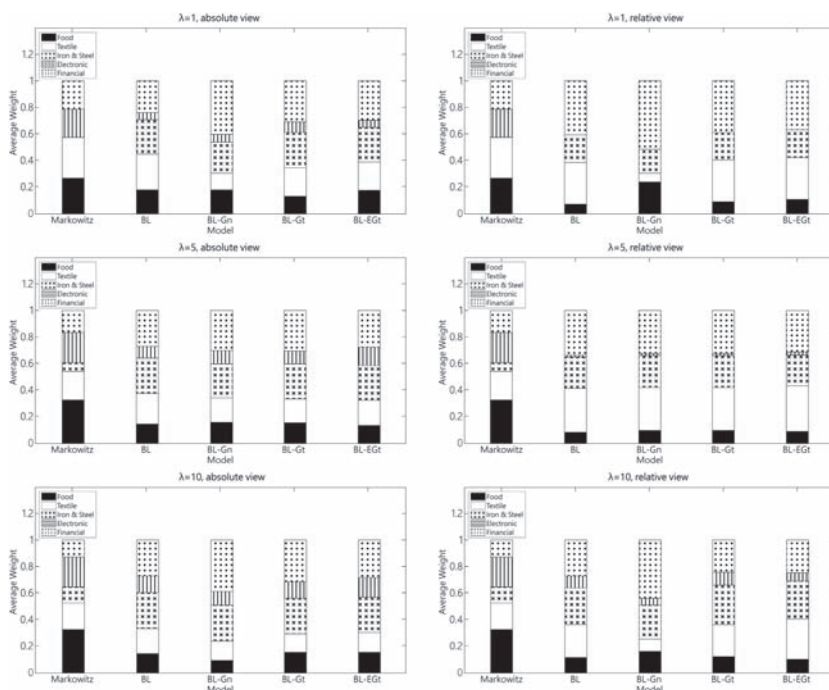 λ=1, absolute view
Food
Textile
Iron & Steel
Electronic
Financial
Average Weight
1.2
1
0.8
0.6
0.4
0.2
0
Markowitz BL BL-Gn BL-Gt BL-EGt
Model
λ=1, relative view
Food
Textile
Iron & Steel
Electronic
Financial
Average Weight
1.2
1
0.8
0.6
0.4
0.2
0
Markowitz BL BL-Gn BL-Gt BL-EGt
Model
λ=5, absolute view
Food
Textile
Iron & Steel
Electronic
Financial
Average Weight
1.2
1
0.8
0.6
0.4
0.2
0
Markowitz BL BL-Gn BL-Gt BL-EGt
Model
λ=5, relative view
Food
Textile
Iron & Steel
Electronic
Financial
Average Weight
1.2
1
0.8
0.6
0.4
0.2
0
Markowitz BL BL-Gn BL-Gt BL-EGt
Model
λ=10, absolute view
Food
Textile
Iron & Steel
Electronic
Financial
Average Weight
1.2
1
0.8
0.6
0.4
0.2
0
Markowitz BL BL-Gn BL-Gt BL-EGt
Model
λ=10, relative view
Food
Textile
Iron & Steel
Electronic
Financial
Average Weight
1.2
1
0.8
0.6
0.4
0.2
0
Markowitz BL BL-Gn BL-Gt BL-EGt
Model